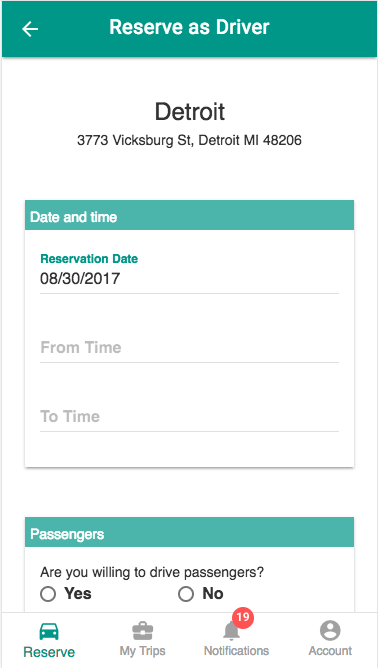 Reserve as Driver
Detroit
3773 Vicksburg St, Detroit MI 48206
Date and time
Reservation Date
08/30/2017
From Time
To Time
Passengers
Are you willing to drive passengers?
Yes No
19
Reserve My Trips Notifications Account